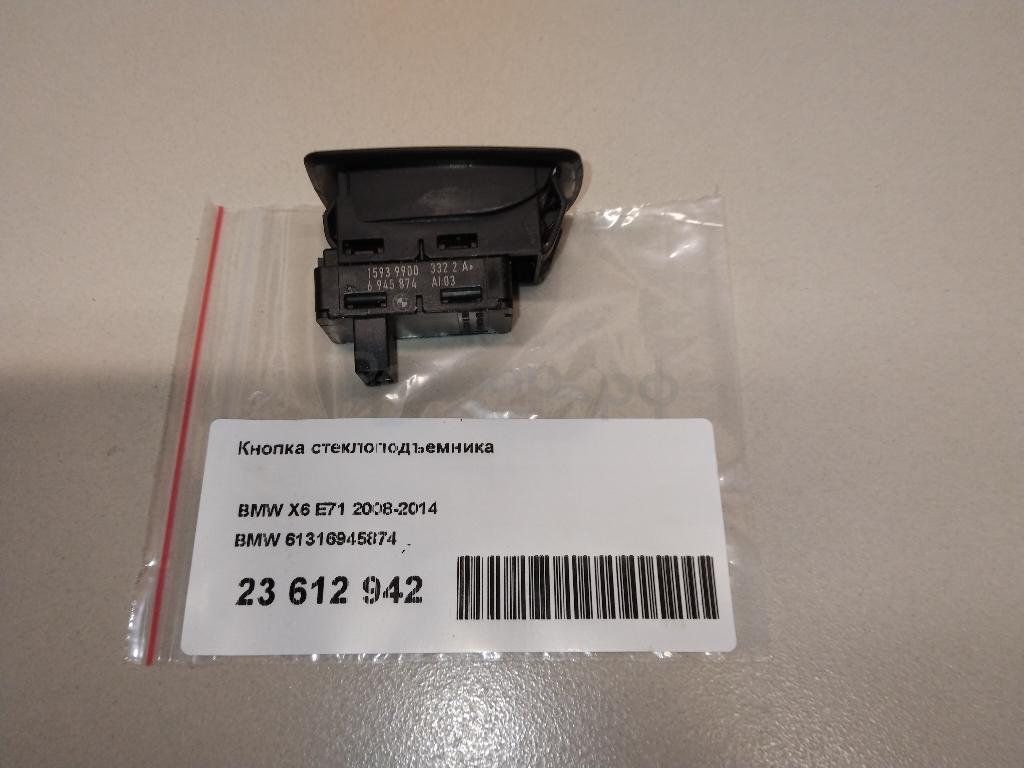 1593 9900 332 2 A
6 945 874 AI 03
Кнопка стеклоподъемника
BMW X6 E71 2008-2014
BMW 61316945874
23 612 942